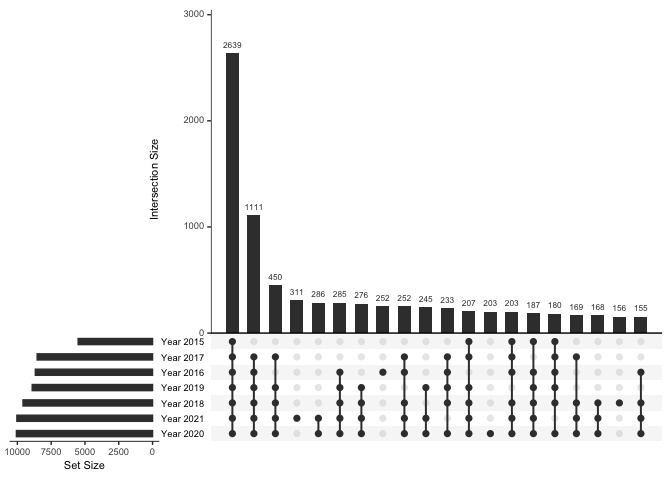 3000
2639
2000
Intersection Size
1111
1000
450
311 286 285 276 252 252 245 233 207 203 203 187 180 169 168 156 155
0
Year 2015
Year 2017
Year 2016
Year 2019
Year 2018
Year 2021
Year 2020
10000 7500 5000 2500 0
Set Size